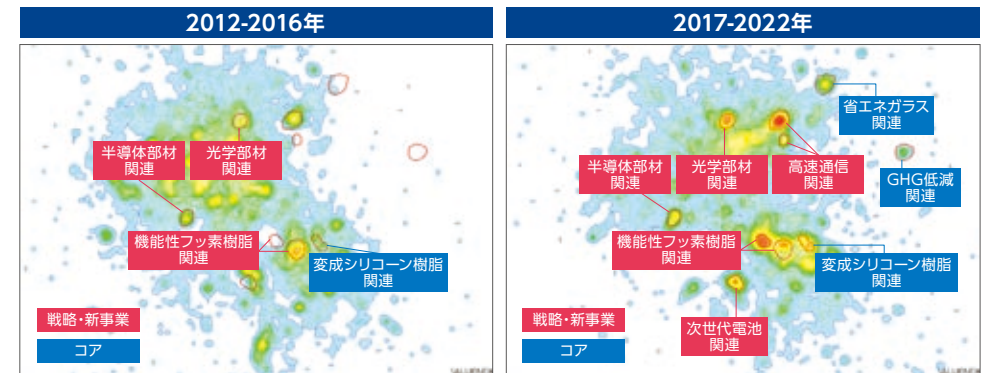 2012-2016年
半導体部材
関連
光学部材
関連
機能性フッ素樹脂
関連
変成シリコーン樹脂
関連
戦略・新事業
コア
2017-2022年
省エネガラス
関連
半導体部材
関連
光学部材
関連
高速通信
関連
GHG低減
関連
機能性フッ素樹脂
関連
変成シリコーン樹脂
関連
次世代電池
関連
戦略・新事業
コア